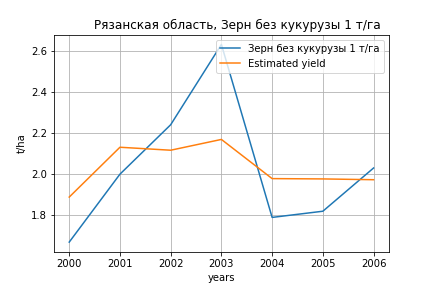 Рязанская область, Зерн без кукурузы 1 т/га
Зерн без кукурузы 1 т/га
Estimated yield
2.6
2.4
2.2
2.0
1.8
t/ha
2000 2001 2002 2003 2004 2005 2006
years